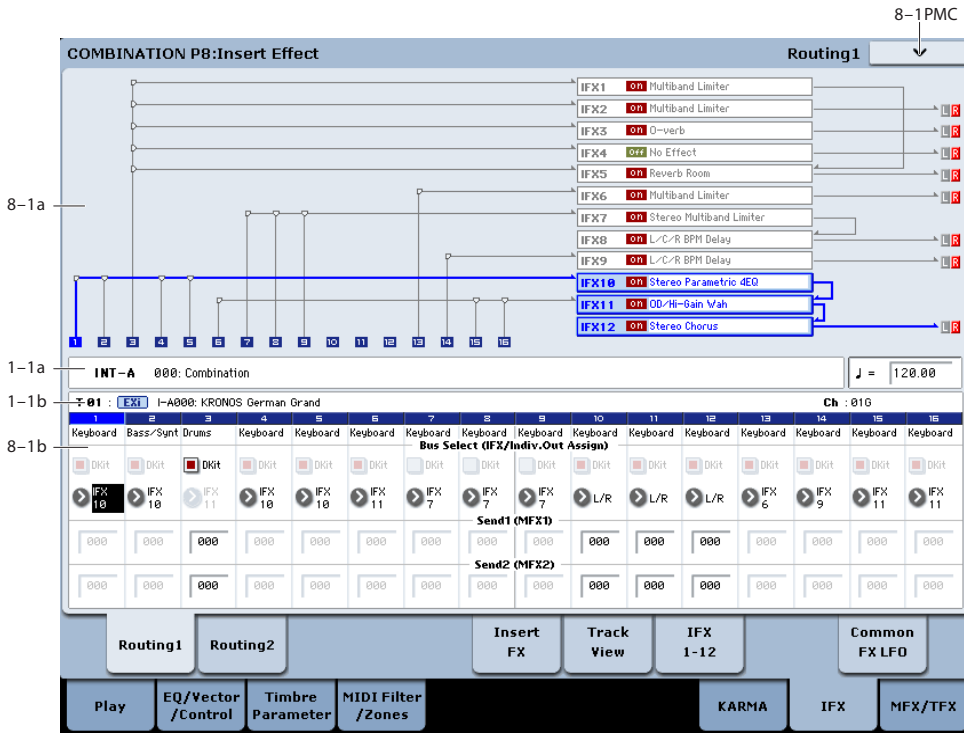 8–1PMC
COMBINATION P8:Insert Effect
Routing1
IFX1 On Multiband Limiter
IFX2 On Multiband Limiter L R
IFX3 On O-verb L R
IFX4 Off No Effect L R
IFX5 On Reverb Room L R
8–1a
IFX6 On Multiband Limiter L R
IFX7 On Stereo Multiband Limiter
IFX8 On L/C/R BPM Delay L R
IFX9 On L/C/R BPM Delay L R
IFX10 On Stereo Parametric 4EQ
IFX11 On OD/Hi-Gain Wah
IFX12 On Stereo Chorus L R
1 2 3 4 5 6 7 8 9 10 11 12 13 14 15 16
1–1a
INT-A 000: Combination
♩ = 120.00
1–1b
T 01 : EXi I-A000: KRONOS German Grand
Ch : 01G
1 2 3 4 5 6 7 8 9 10 11 12 13 14 15 16
8–1b
Keyboard Bass/Synt Drums Keyboard Keyboard Keyboard Keyboard Keyboard Keyboard Keyboard Keyboard Keyboard Keyboard Keyboard Keyboard Keyboard
Bus Select (IFX/Indiv.Out Assign)
DKit DKit DKit DKit DKit DKit DKit DKit DKit DKit DKit DKit DKit DKit DKit DKit
IFX 10 IFX 10 IFX 11 IFX 10 IFX 10 IFX 11 IFX 7 IFX 7 IFX 7 L/R L/R L/R IFX 6 IFX 9 IFX 11 IFX 11
Send1 (MFX1)
000 000 000 000 000 000 000 000 000 000 000 000 000 000 000 000
Send2 (MFX2)
000 000 000 000 000 000 000 000 000 000 000 000 000 000 000 000
Routing1
Routing2
Insert FX
Track View
IFX 1-12
Common FX LFO
Play
EQ/Vector /Control
Timbre Parameter
MIDI Filter /Zones
KARMA
IFX
MFX/TFX